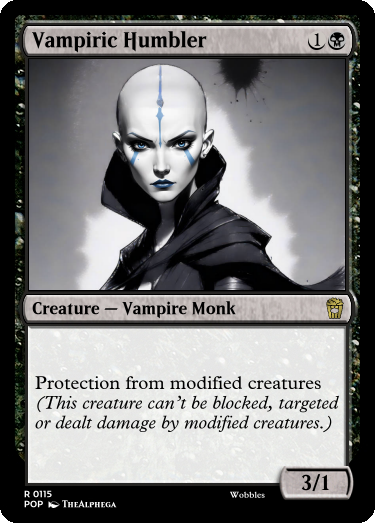 Vampiric Humbler 1
Creature — Vampire Monk
Protection from modified creatures
(This creature can't be blocked, targeted
or dealt damage by modified creatures.)
3/1
R 0115
POP TheAlphega
Wobbles